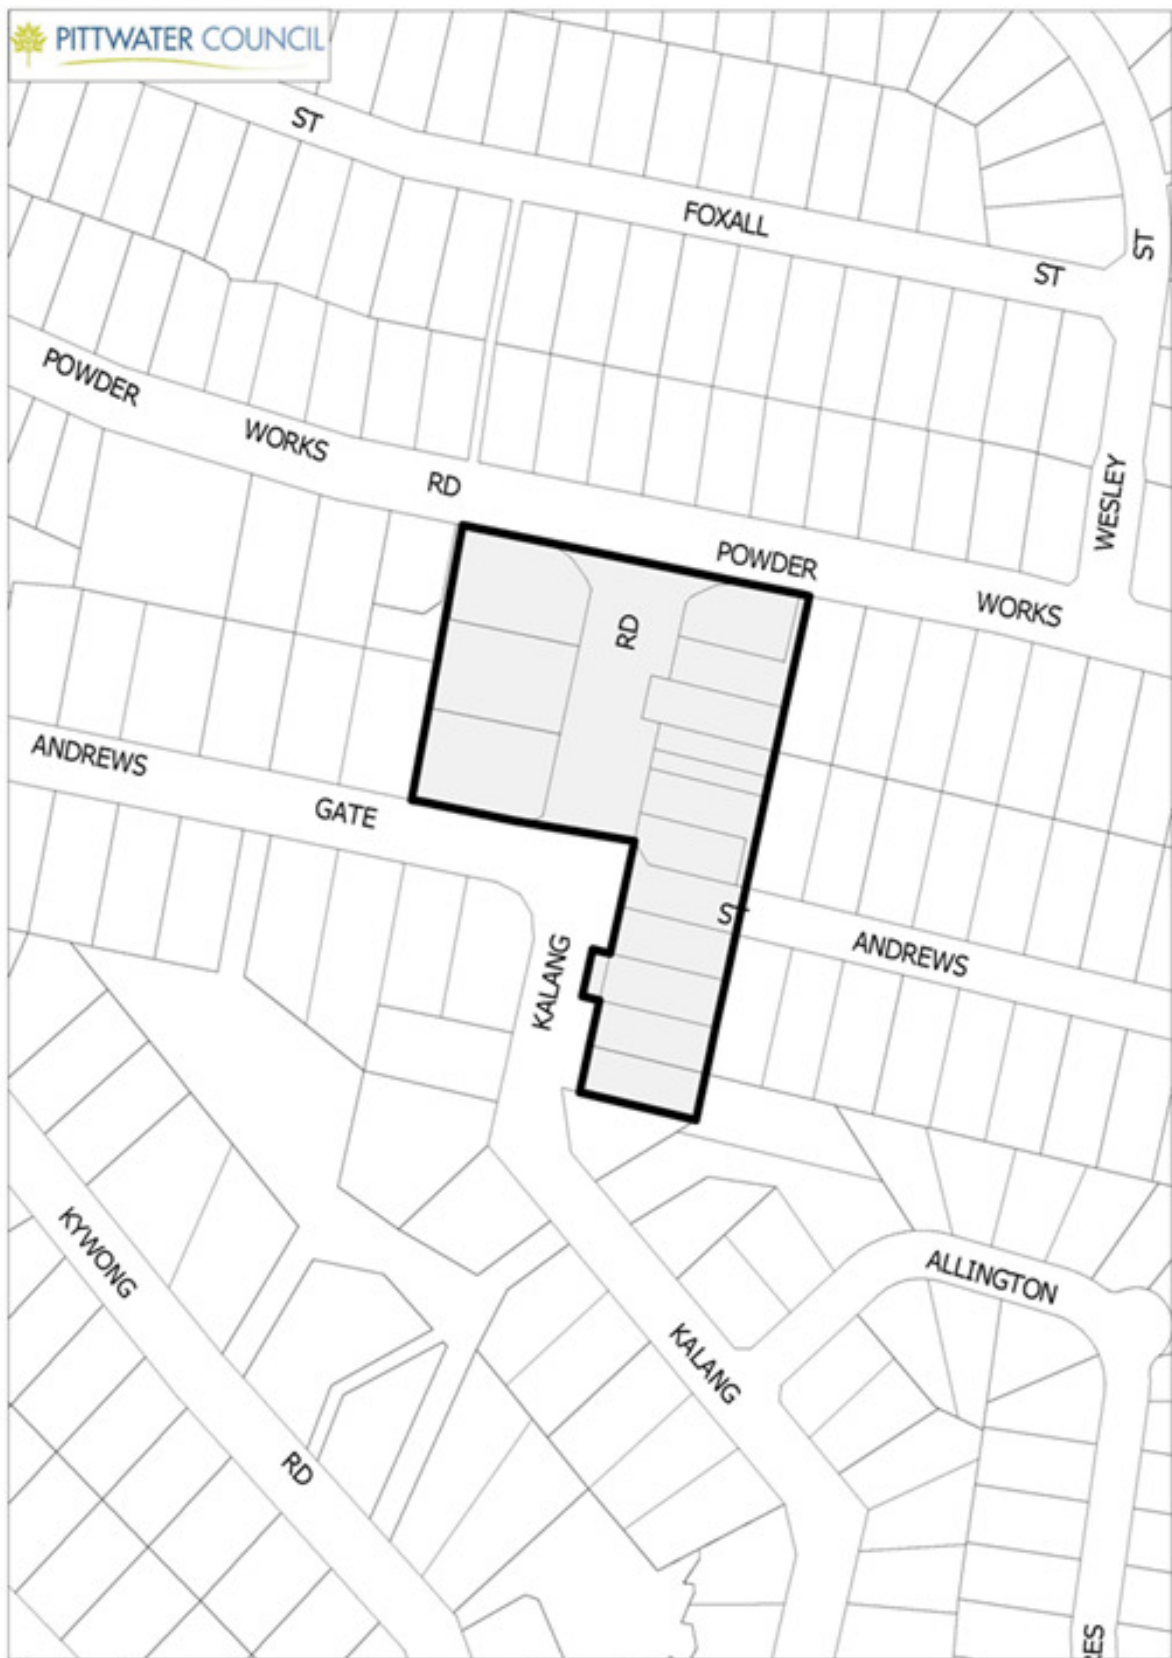 PITTWATER COUNCIL
ST
FOXALL
ST
ST
POWDER
WORKS
RD
WESLEY
POWDER
WORKS
RD
ANDREWS
GATE
ST
ANDREWS
KALANG
KYWONG
ALLINGTON
KALANG
RD
RES